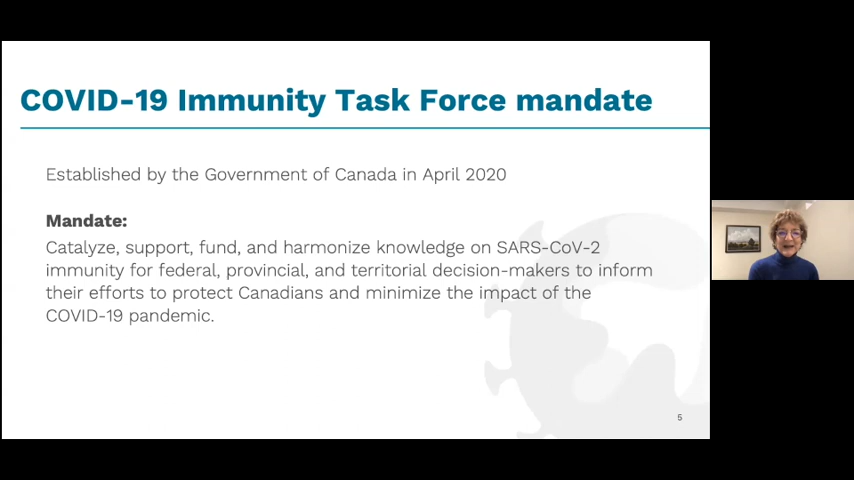 COVID-19 Immunity Task Force mandate
Established by the Government of Canada in April 2020
Mandate:
Catalyze, support, fund, and harmonize knowledge on SARS-CoV-2
immunity for federal, provincial, and territorial decision-makers to inform
their efforts to protect Canadians and minimize the impact of the
COVID-19 pandemic.
5